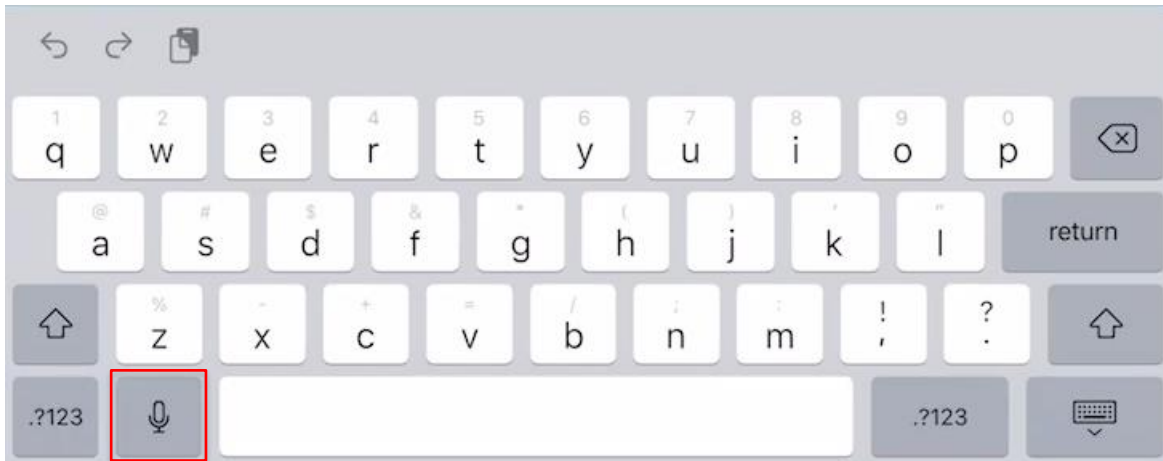 1 2 3 4 5 6 7 8 9 0
q w e r t y u i o p
@ # $ & * ( ) ' "
a s d f g h j k l return
% - + = / ; : ! ?
z x c v b n m , .
.?123 .?123